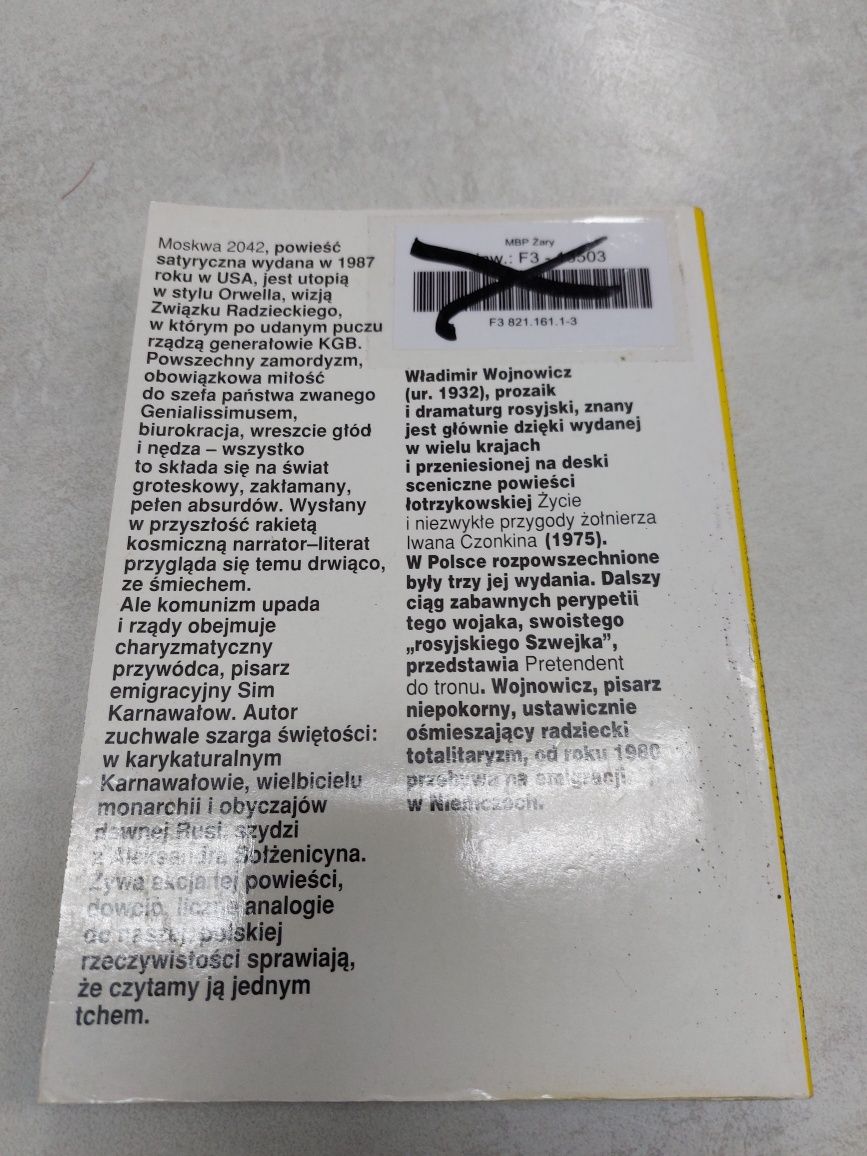 Moskwa 2042, powieść
satyryczna wydana w 1987
roku w USA, jest utopią
w stylu Orwella, wizją
Związku Radzieckiego,
w którym po udanym puczu
rządzą generałowie KGB.
Powszechny zamordyzm,
obowiązkowa miłość
do szefa państwa zwanego
Genialissimusem,
biurokracja, wreszcie głód
i nędza – wszystko
to składa się na świat
groteskowy, zakłamany,
pełen absurdów. Wysłany
w przyszłość rakietą
kosmiczną narrator–literat
przygląda się temu drwiąco,
ze śmiechem.
Ale komunizm upada
i rządy obejmuje
charyzmatyczny
przywódca, pisarz
emigracyjny Sim
Karnawałow. Autor
zuchwale szarga świętości:
w karykaturalnym
Karnawałowie, wielbicielu
monarchii i obyczajów
dawnej Rusi, szydzi
z Aleksandra Sołżenicyna.
Żywa akcja tej powieści,
dowcip, liczne analogie
do naszej, polskiej
rzeczywistości sprawiają,
że czytamy ją jednym
tchem.
MBP Żary
F3 -
F3 821.161.1-3
Władimir Wojnowicz
(ur. 1932), prozaik
i dramaturg rosyjski, znany
jest głównie dzięki wydanej
w wielu krajach
i przeniesionej na deski
sceniczne powieści
łotrzykowskiej Życie
i niezwykłe przygody żołnierza
Iwana Czonkina (1975).
W Polsce rozpowszechnione
były trzy jej wydania. Dalszy
ciąg zabawnych perypetii
tego wojaka, swoistego
„rosyjskiego Szwejka”,
przedstawia Pretendent
do tronu. Wojnowicz, pisarz
niepokorny, ustawicznie
ośmieszający radziecki
totalitaryzm, od roku 1980
przebywa na emigracji
w Niemczech.